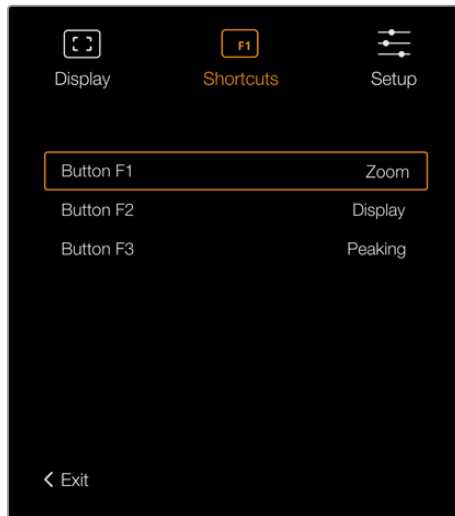 F1
Display Shortcuts Setup
Button F1 Zoom
Button F2 Display
Button F3 Peaking
Exit